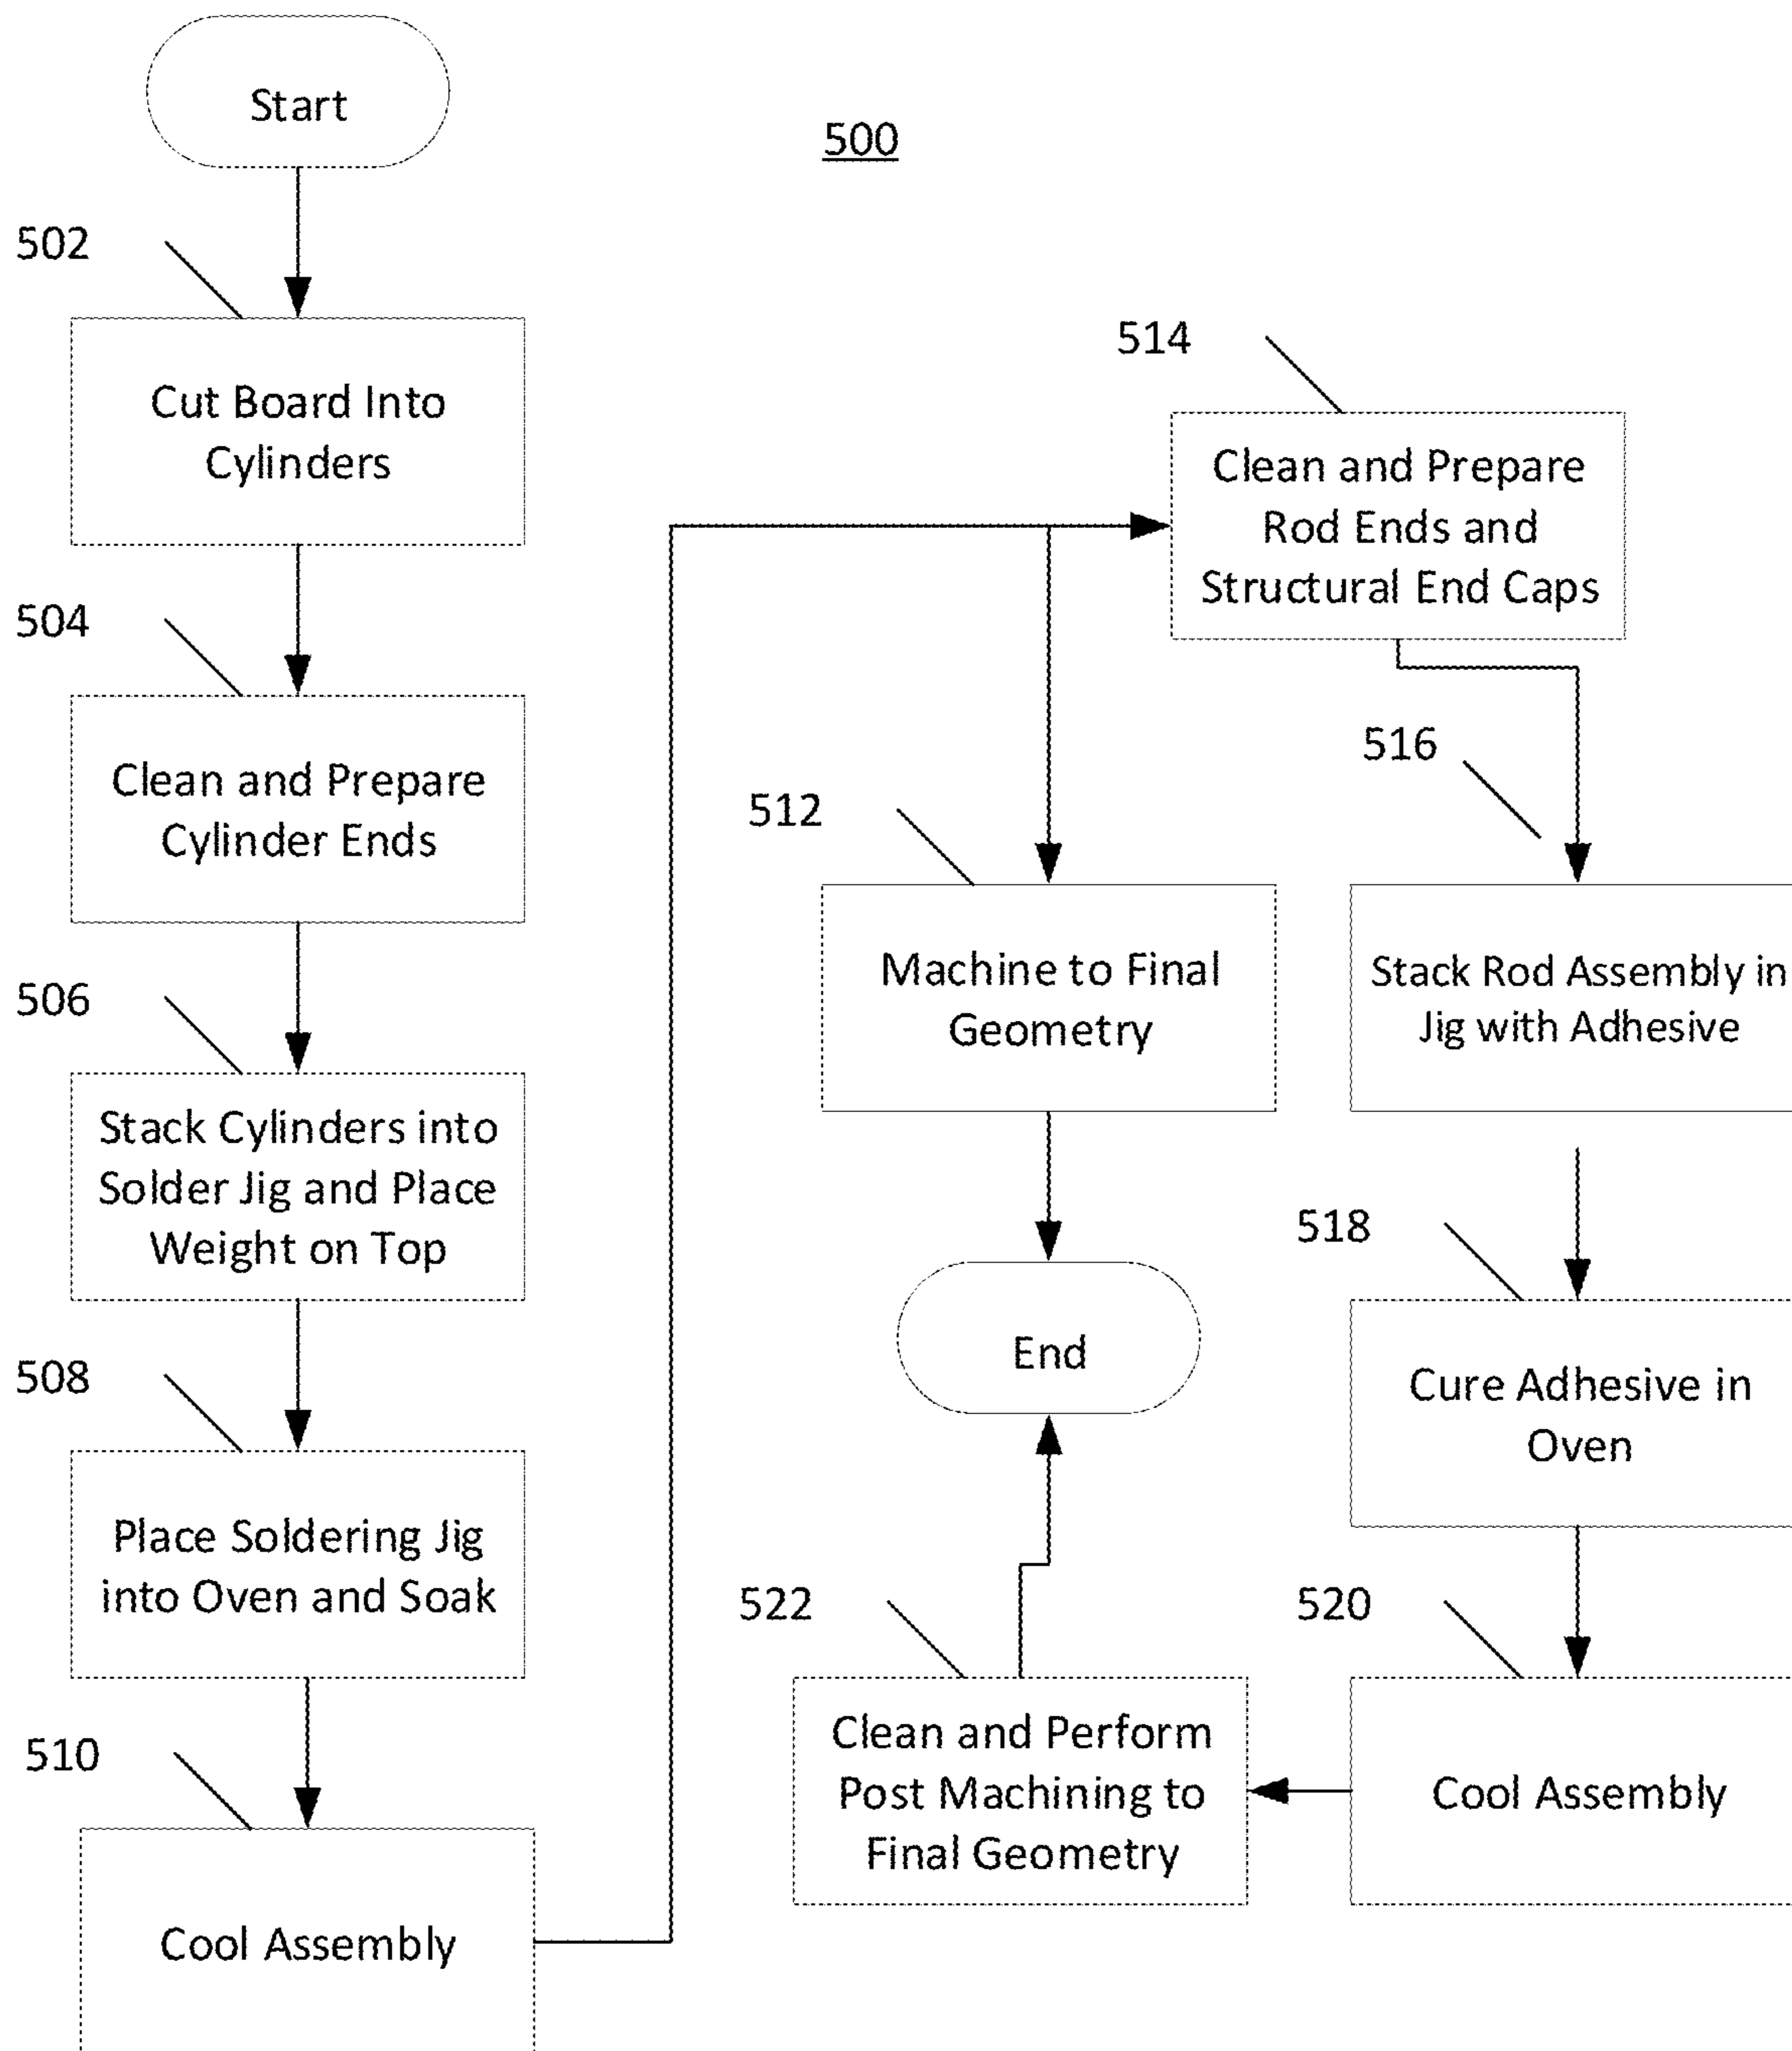 Start
500
502
Cut Board Into
Cylinders
504
Clean and Prepare
Cylinder Ends
506
Stack Cylinders into
Solder Jig and Place
Weight on Top
508
Place Soldering Jig
into Oven and Soak
510
Cool Assembly
512
Machine to Final
Geometry
End
514
Clean and Prepare
Rod Ends and
Structural End Caps
516
Stack Rod Assembly in
Jig with Adhesive
518
Cure Adhesive in
Oven
520
Cool Assembly
522
Clean and Perform
Post Machining to
Final Geometry